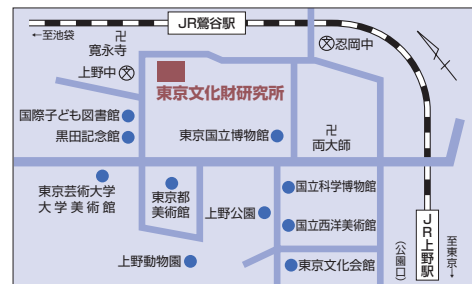 JR鶯谷駅
←至池袋
卍
寛永寺
忍岡中
上野中
東京文化財研究所
国際子ども図書館
黒田記念館
東京国立博物館
卍
両大師
東京芸術大学
大学美術館
東京都
美術館
上野公園
国立科学博物館
国立西洋美術館
上野動物園
東京文化会館
JR上野駅
(公園口)
至東京→